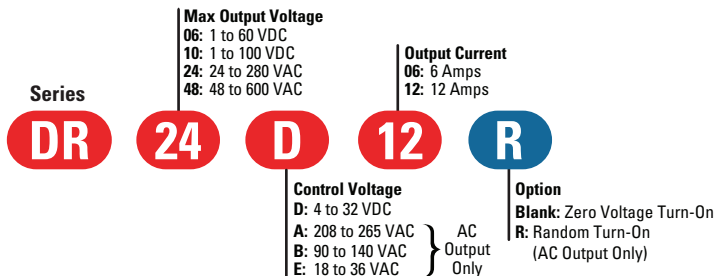 Max Output Voltage
06: 1 to 60 VDC
10: 1 to 100 VDC
24: 24 to 280 VAC
48: 48 to 600 VAC
Output Current
06: 6 Amps
12: 12 Amps
Series
DR 24 D 12 R
Control Voltage
D: 4 to 32 VDC
A: 208 to 265 VAC
B: 90 to 140 VAC
E: 18 to 36 VAC
AC
Output
Only
Option
Blank: Zero Voltage Turn-On
R: Random Turn-On
(AC Output Only)